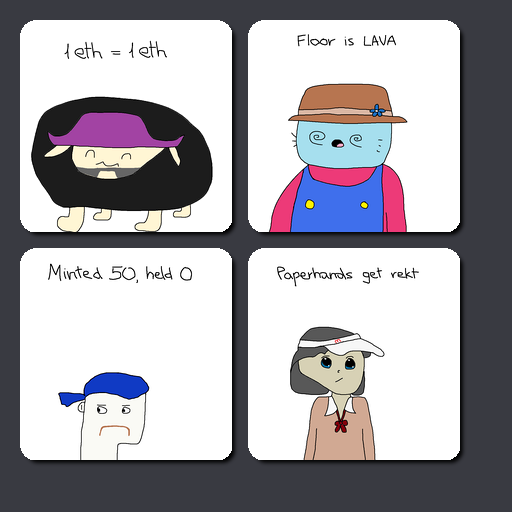 1 eth = 1 eth
Floor is LAVA
Minted 50, held 0
Paperhands get rekt